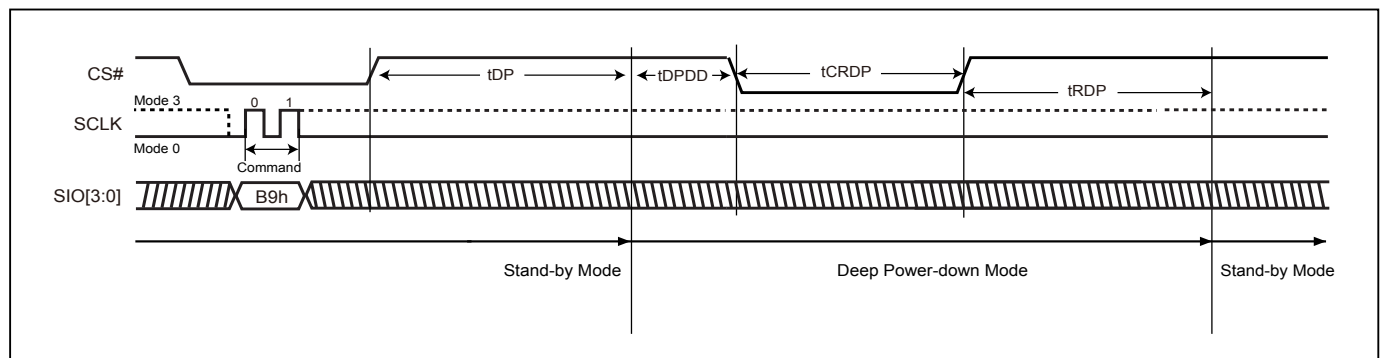 CS#
tDP
tDPDD
tCRDP
tRDP
Mode 3
0 1
SCLK
Mode 0
Command
SIO[3:0]
B9h
Stand-by Mode
Deep Power-down Mode
Stand-by Mode